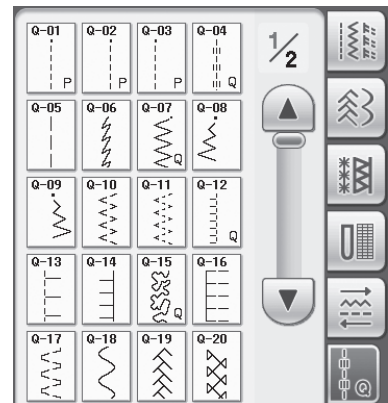 Q-01 Q-02 Q-03 Q-04 1/2
P P P Q
Q-05 Q-06 Q-07 Q-08
Q
Q-09 Q-10 Q-11 Q-12
Q
Q-13 Q-14 Q-15 Q-16
Q
Q-17 Q-18 Q-19 Q-20
Q